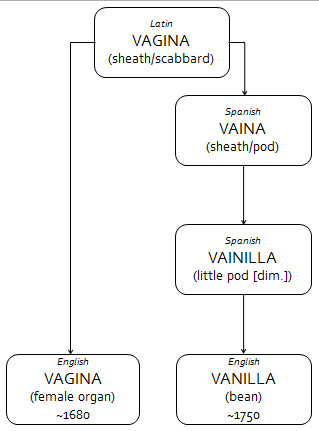 Latin
VAGINA
(sheath/scabbard)
Spanish
VAINA
(sheath/pod)
Spanish
VAINILLA
(little pod [dim.])
English
VAGINA
(female organ)
~1680
English
VANILLA
(bean)
~1750